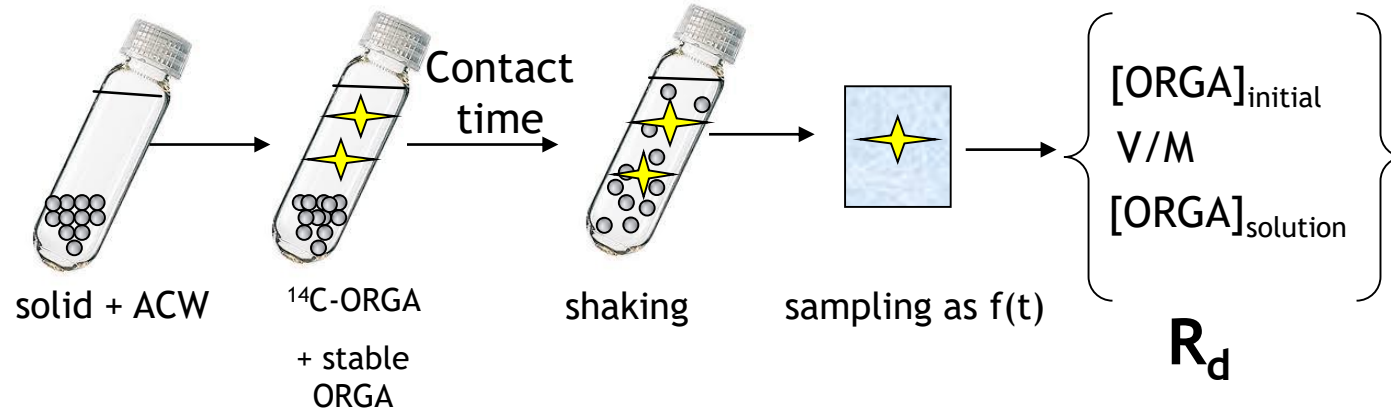 solid + ACW
¹⁴C-ORGA
+ stable
ORGA
Contact
time
shaking
sampling as f(t)
[ORGA]initial
V/M
[ORGA]solution
Rd